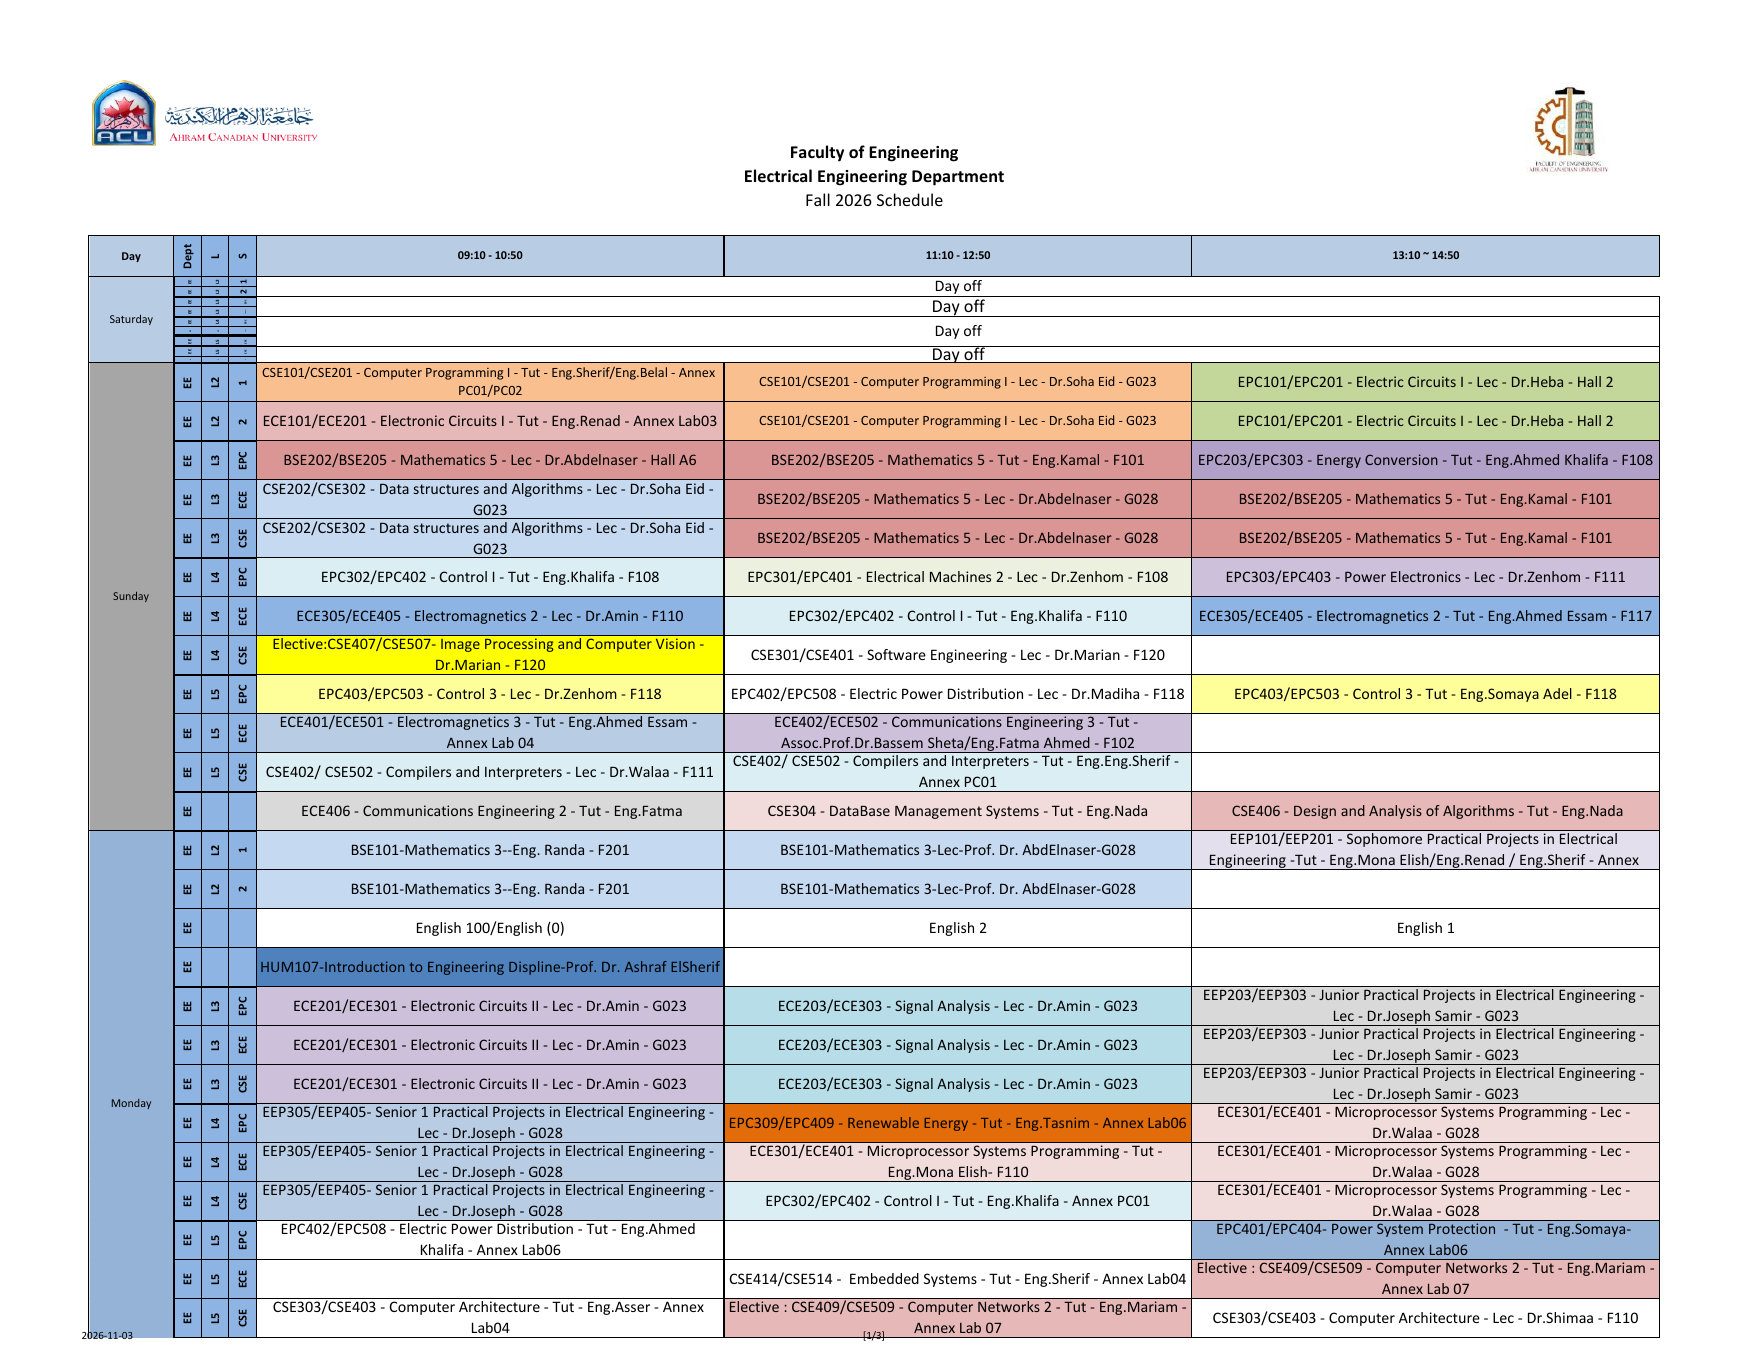 جامعة الأهرام الكندية
AHRAM CANADIAN UNIVERSITY
ACU
FACULTY OF ENGINEERING
AHRAM CANADIAN UNIVERSITY
Faculty of Engineering
Electrical Engineering Department
Fall 2026 Schedule
Day Dept L S 09:10 - 10:50 11:10 - 12:50 13:10 ~ 14:50
Saturday
1 Day off
2
Day off
Day off
Day off
Sunday
EE L2 1 CSE101/CSE201 - Computer Programming I - Tut - Eng.Sherif/Eng.Belal - Annex
PC01/PC02 CSE101/CSE201 - Computer Programming I - Lec - Dr.Soha Eid - G023 EPC101/EPC201 - Electric Circuits I - Lec - Dr.Heba - Hall 2
EE L2 2 ECE101/ECE201 - Electronic Circuits I - Tut - Eng.Renad - Annex Lab03 CSE101/CSE201 - Computer Programming I - Lec - Dr.Soha Eid - G023 EPC101/EPC201 - Electric Circuits I - Lec - Dr.Heba - Hall 2
EE L3 EPC BSE202/BSE205 - Mathematics 5 - Lec - Dr.Abdelnaser - Hall A6 BSE202/BSE205 - Mathematics 5 - Tut - Eng.Kamal - F101 EPC203/EPC303 - Energy Conversion - Tut - Eng.Ahmed Khalifa - F108
EE L3 ECE CSE202/CSE302 - Data structures and Algorithms - Lec - Dr.Soha Eid -
G023 BSE202/BSE205 - Mathematics 5 - Lec - Dr.Abdelnaser - G028 BSE202/BSE205 - Mathematics 5 - Tut - Eng.Kamal - F101
EE L3 CSE CSE202/CSE302 - Data structures and Algorithms - Lec - Dr.Soha Eid -
G023 BSE202/BSE205 - Mathematics 5 - Lec - Dr.Abdelnaser - G028 BSE202/BSE205 - Mathematics 5 - Tut - Eng.Kamal - F101
EE L4 EPC EPC302/EPC402 - Control I - Tut - Eng.Khalifa - F108 EPC301/EPC401 - Electrical Machines 2 - Lec - Dr.Zenhom - F108 EPC303/EPC403 - Power Electronics - Lec - Dr.Zenhom - F111
EE L4 ECE ECE305/ECE405 - Electromagnetics 2 - Lec - Dr.Amin - F110 EPC302/EPC402 - Control I - Tut - Eng.Khalifa - F110 ECE305/ECE405 - Electromagnetics 2 - Tut - Eng.Ahmed Essam - F117
EE L4 CSE Elective:CSE407/CSE507- Image Processing and Computer Vision -
Dr.Marian - F120 CSE301/CSE401 - Software Engineering - Lec - Dr.Marian - F120
EE L5 EPC EPC403/EPC503 - Control 3 - Lec - Dr.Zenhom - F118 EPC402/EPC508 - Electric Power Distribution - Lec - Dr.Madiha - F118 EPC403/EPC503 - Control 3 - Tut - Eng.Somaya Adel - F118
EE L5 ECE ECE401/ECE501 - Electromagnetics 3 - Tut - Eng.Ahmed Essam - ECE402/ECE502 - Communications Engineering 3 - Tut -
Annex Lab 04 Assoc.Prof.Dr.Bassem Sheta/Eng.Fatma Ahmed - F102
EE L5 CSE CSE402/ CSE502 - Compilers and Interpreters - Lec - Dr.Walaa - F111 CSE402/ CSE502 - Compilers and Interpreters - Tut - Eng.Eng.Sherif -
Annex PC01
EE ECE406 - Communications Engineering 2 - Tut - Eng.Fatma CSE304 - DataBase Management Systems - Tut - Eng.Nada CSE406 - Design and Analysis of Algorithms - Tut - Eng.Nada
Monday
EE L2 1 BSE101-Mathematics 3--Eng. Randa - F201 BSE101-Mathematics 3-Lec-Prof. Dr. AbdElnaser-G028 EEP101/EEP201 - Sophomore Practical Projects in Electrical
Engineering -Tut - Eng.Mona Elish/Eng.Renad / Eng.Sherif - Annex
EE L2 2 BSE101-Mathematics 3--Eng. Randa - F201 BSE101-Mathematics 3-Lec-Prof. Dr. AbdElnaser-G028
EE English 100/English (0) English 2 English 1
EE HUM107-Introduction to Engineering Displine-Prof. Dr. Ashraf ElSherif
EE L3 EPC ECE201/ECE301 - Electronic Circuits II - Lec - Dr.Amin - G023 ECE203/ECE303 - Signal Analysis - Lec - Dr.Amin - G023 EEP203/EEP303 - Junior Practical Projects in Electrical Engineering -
Lec - Dr.Joseph Samir - G023
EE L3 ECE ECE201/ECE301 - Electronic Circuits II - Lec - Dr.Amin - G023 ECE203/ECE303 - Signal Analysis - Lec - Dr.Amin - G023 EEP203/EEP303 - Junior Practical Projects in Electrical Engineering -
Lec - Dr.Joseph Samir - G023
EE L3 CSE ECE201/ECE301 - Electronic Circuits II - Lec - Dr.Amin - G023 ECE203/ECE303 - Signal Analysis - Lec - Dr.Amin - G023 EEP203/EEP303 - Junior Practical Projects in Electrical Engineering -
Lec - Dr.Joseph Samir - G023
EE L4 EPC EEP305/EEP405- Senior 1 Practical Projects in Electrical Engineering -
Lec - Dr.Joseph - G028 EPC309/EPC409 - Renewable Energy - Tut - Eng.Tasnim - Annex Lab06 ECE301/ECE401 - Microprocessor Systems Programming - Lec -
Dr.Walaa - G028
EE L4 ECE EEP305/EEP405- Senior 1 Practical Projects in Electrical Engineering -
Lec - Dr.Joseph - G028 ECE301/ECE401 - Microprocessor Systems Programming - Tut -
Eng.Mona Elish- F110 ECE301/ECE401 - Microprocessor Systems Programming - Lec -
Dr.Walaa - G028
EE L4 CSE EEP305/EEP405- Senior 1 Practical Projects in Electrical Engineering -
Lec - Dr.Joseph - G028 EPC302/EPC402 - Control I - Tut - Eng.Khalifa - Annex PC01 ECE301/ECE401 - Microprocessor Systems Programming - Lec -
Dr.Walaa - G028
EE L5 EPC EPC402/EPC508 - Electric Power Distribution - Tut - Eng.Ahmed
Khalifa - Annex Lab06 EPC401/EPC404- Power System Protection - Tut - Eng.Somaya-
Annex Lab06
EE L5 ECE CSE414/CSE514 - Embedded Systems - Tut - Eng.Sherif - Annex Lab04 Elective : CSE409/CSE509 - Computer Networks 2 - Tut - Eng.Mariam -
Annex Lab 07
EE L5 CSE CSE303/CSE403 - Computer Architecture - Tut - Eng.Asser - Annex
Lab04 Elective : CSE409/CSE509 - Computer Networks 2 - Tut - Eng.Mariam -
Annex Lab 07 CSE303/CSE403 - Computer Architecture - Lec - Dr.Shimaa - F110
2026-11-03 [1/3]